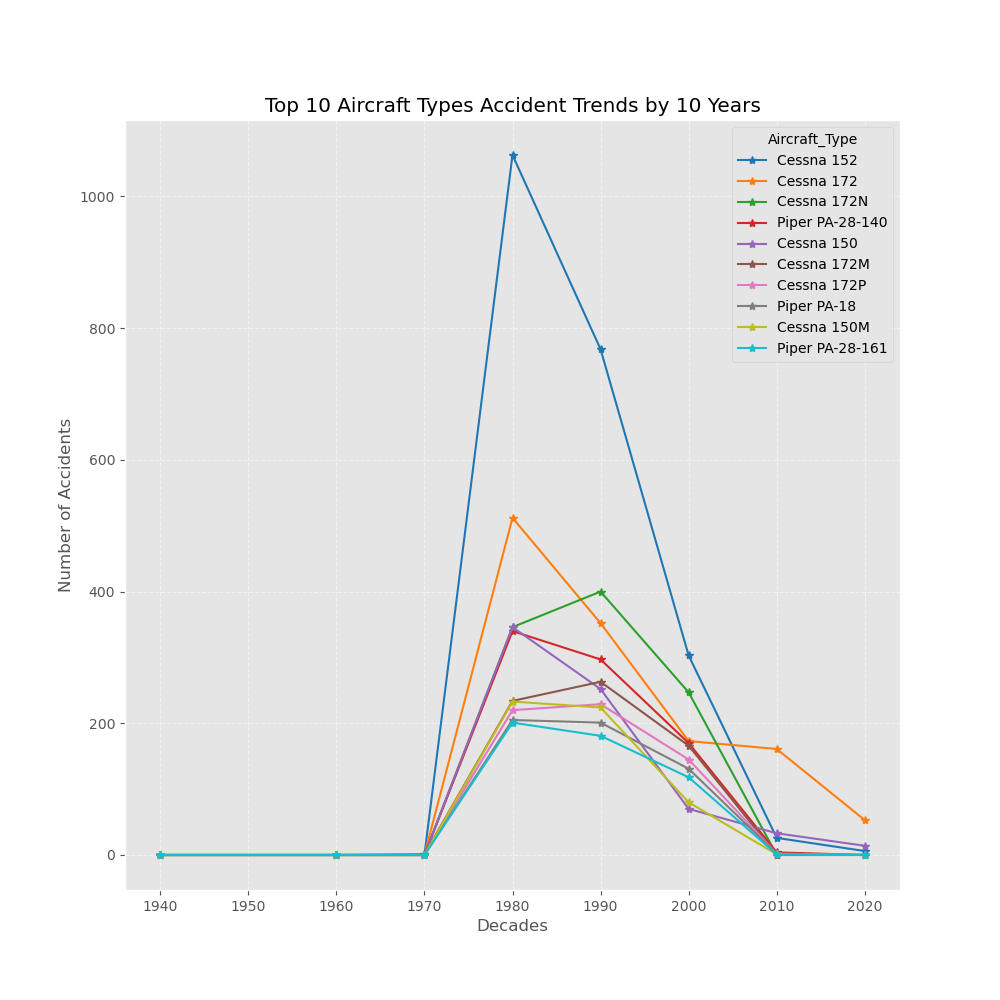 Top 10 Aircraft Types Accident Trends by 10 Years
Aircraft_Type
Cessna 152
Cessna 172
Cessna 172N
Piper PA-28-140
Cessna 150
Cessna 172M
Cessna 172P
Piper PA-18
Cessna 150M
Piper PA-28-161
Number of Accidents
1000
800
600
400
200
0
1940 1950 1960 1970 1980 1990 2000 2010 2020
Decades